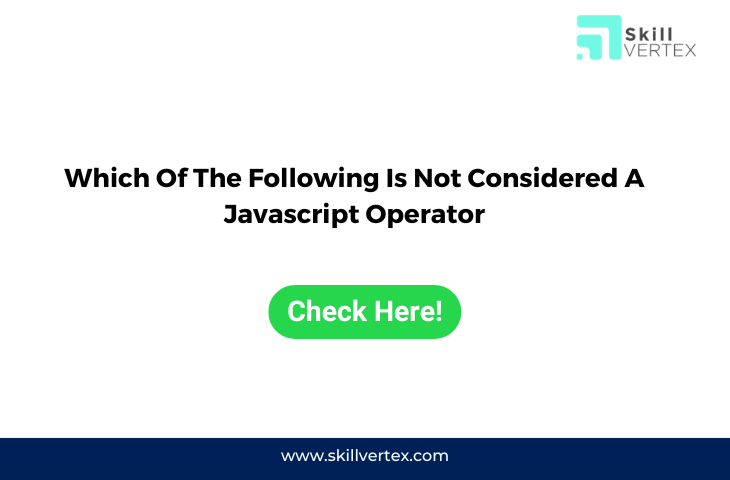 Skill
VERTEX
Which Of The Following Is Not Considered A
Javascript Operator
Check Here!
www.skillvertex.com